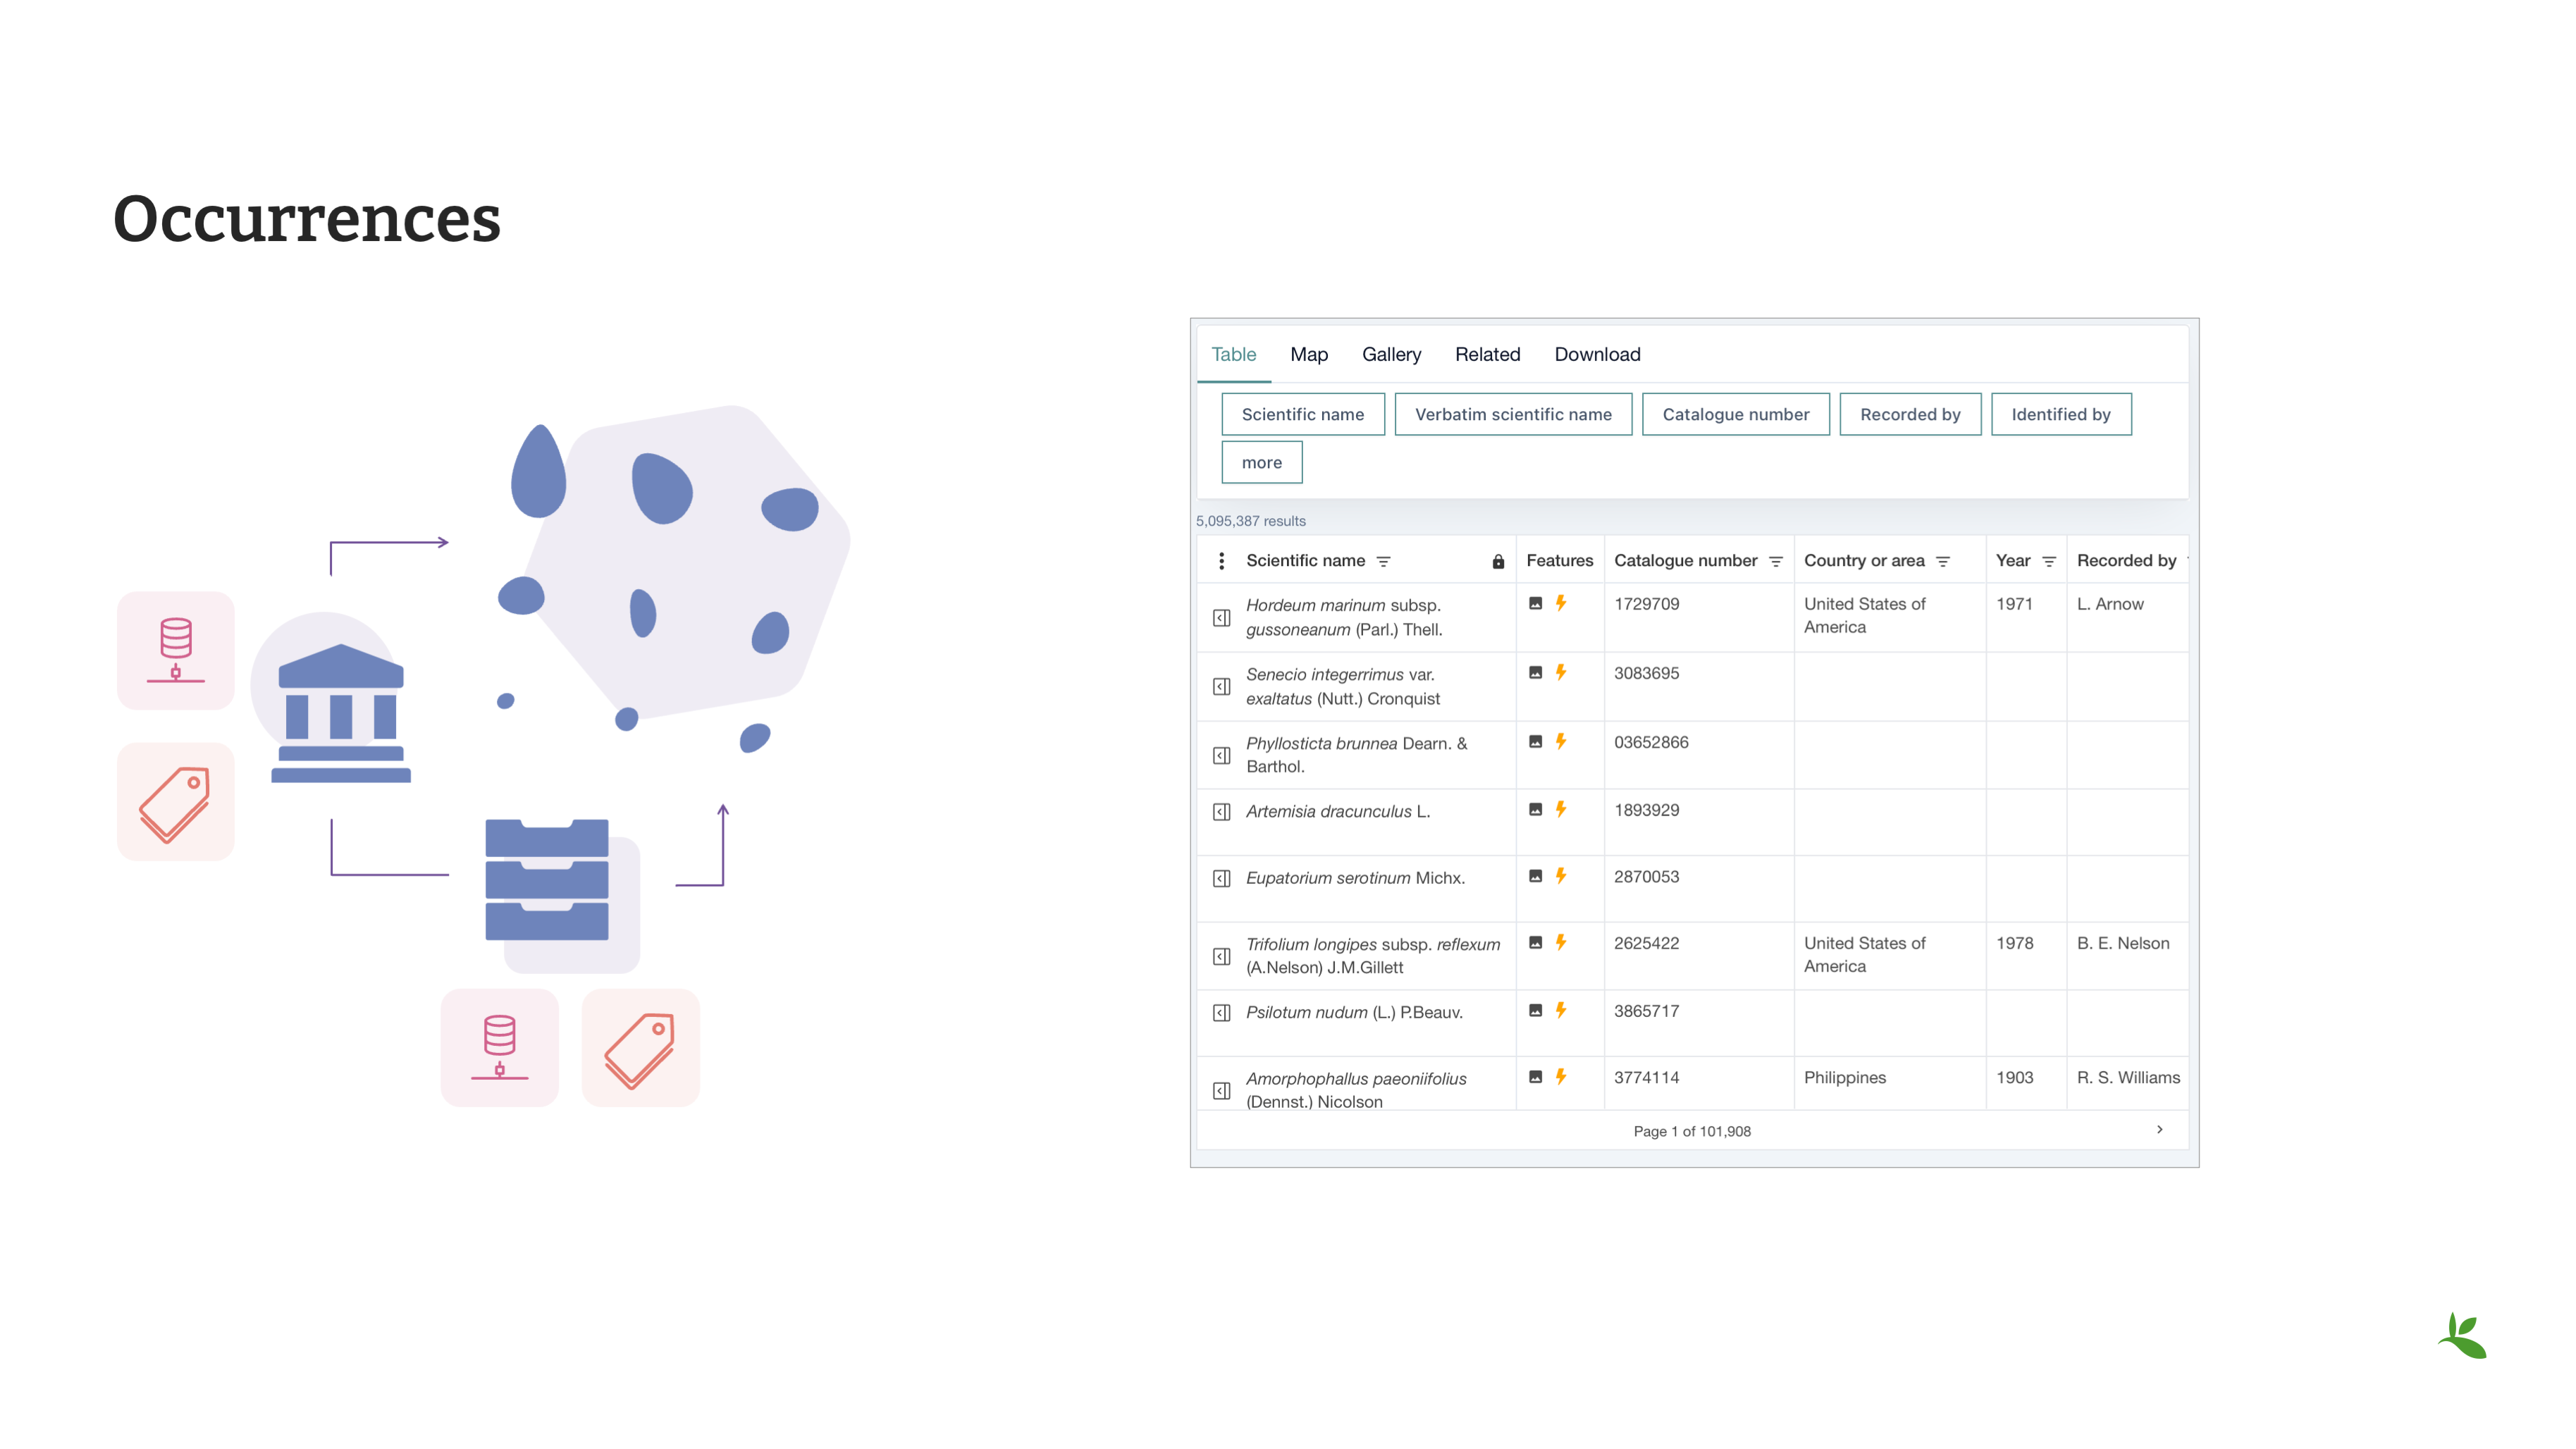 Occurrences
Table Map Gallery Related Download
Scientific name Verbatim scientific name Catalogue number Recorded by Identified by
more
5,095,387 results
Scientific name Features Catalogue number Country or area Year Recorded by
Hordeum marinum subsp. gussoneanum (Parl.) Thell. 1729709 United States of America 1971 L. Arnow
Senecio integerrimus var. exaltatus (Nutt.) Cronquist 3083695
Phyllosticta brunnea Dearn. & Barthol. 03652866
Artemisia dracunculus L. 1893929
Eupatorium serotinum Michx. 2870053
Trifolium longipes subsp. reflexum (A.Nelson) J.M.Gillett 2625422 United States of America 1978 B. E. Nelson
Psilotum nudum (L.) P.Beauv. 3865717
Amorphophallus paeoniifolius (Dennst.) Nicolson 3774114 Philippines 1903 R. S. Williams
Page 1 of 101,908